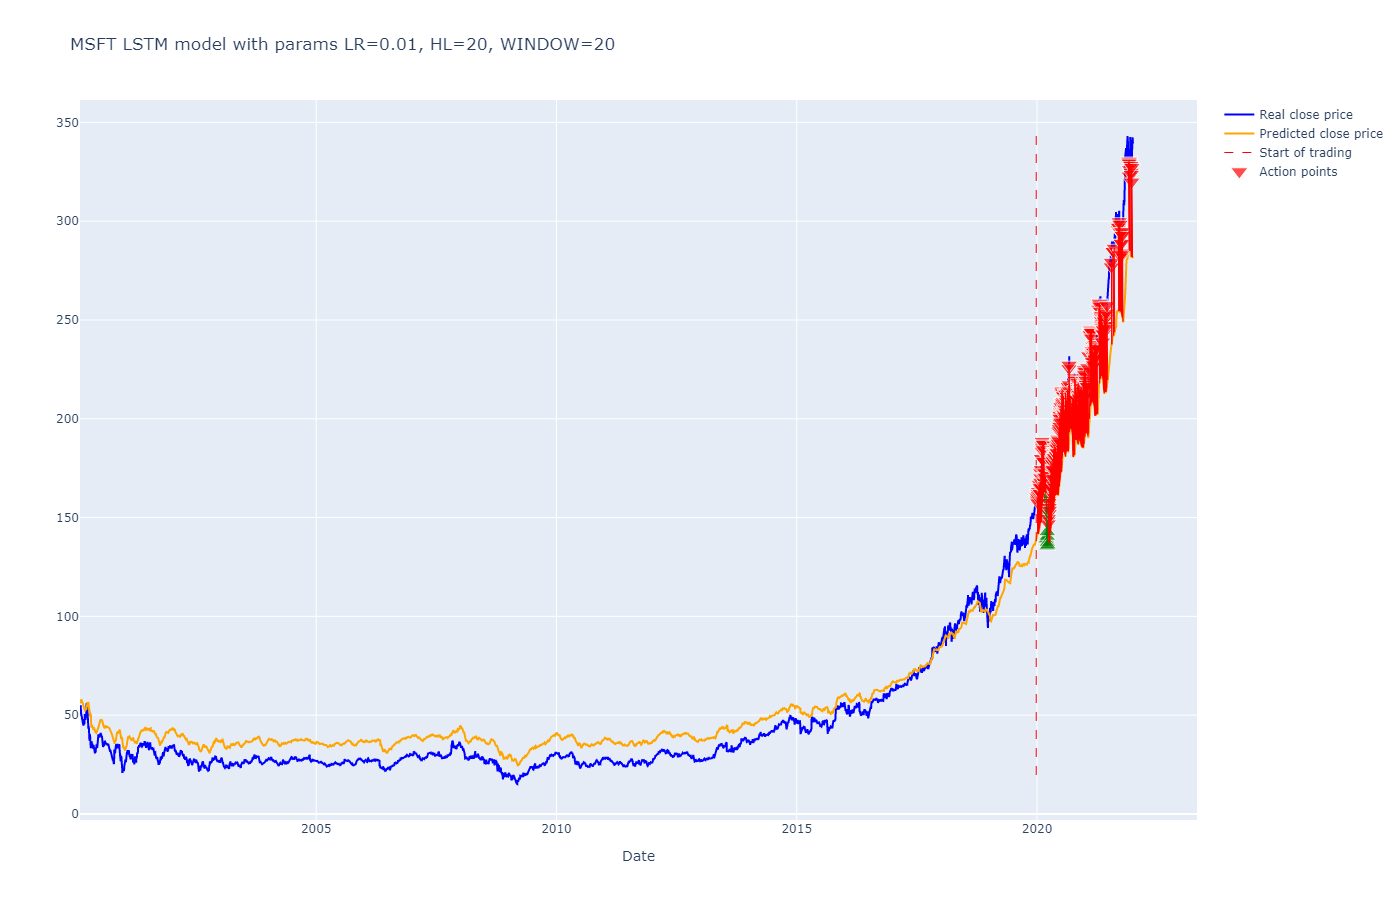 MSFT LSTM model with params LR=0.01, HL=20, WINDOW=20
Real close price
Predicted close price
Start of trading
Action points
350
300
250
200
150
100
50
0
2005
2010
2015
2020
Date